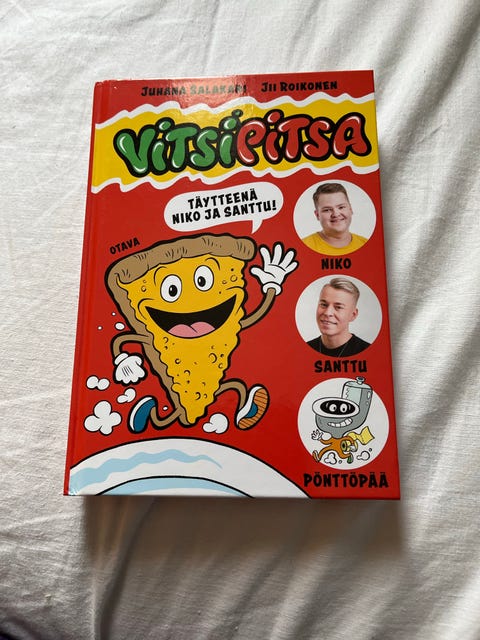 JUHANA SALAKARI JII ROIKONEN
VITSIPITSA
TÄYTTEENÄ
NIKO JA SANTTU!
OTAVA
NIKO
SANTTU
PÖNTTÖPÄÄ